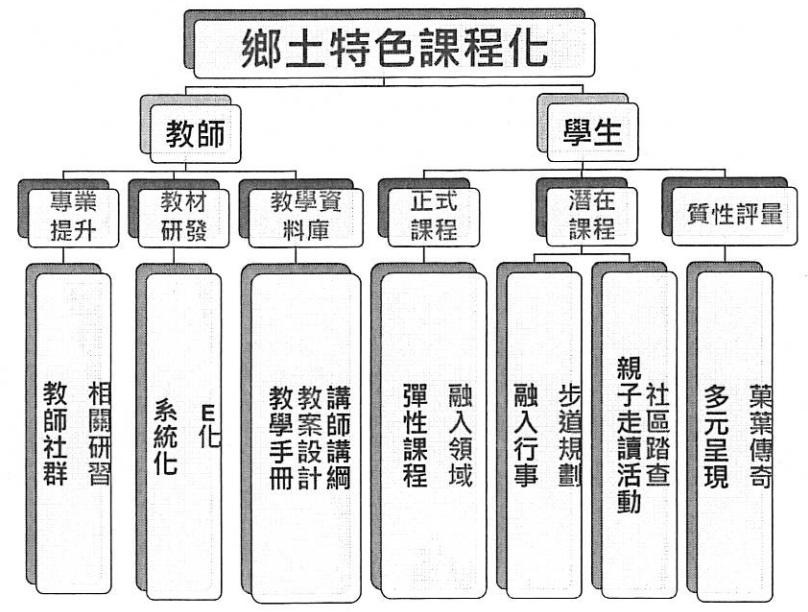 鄉土特色課程化
教師
學生
專業
提升
教材
研發
教學資
料庫
正式
課程
潛在
課程
質性評量
相關研習
教師社群
E化
系統化
講師講綱
教案設計
教學手冊
融入領域
彈性課程
步道規劃
融入行事
社區踏查
親子走讀活動
菓葉傳奇
多元呈現